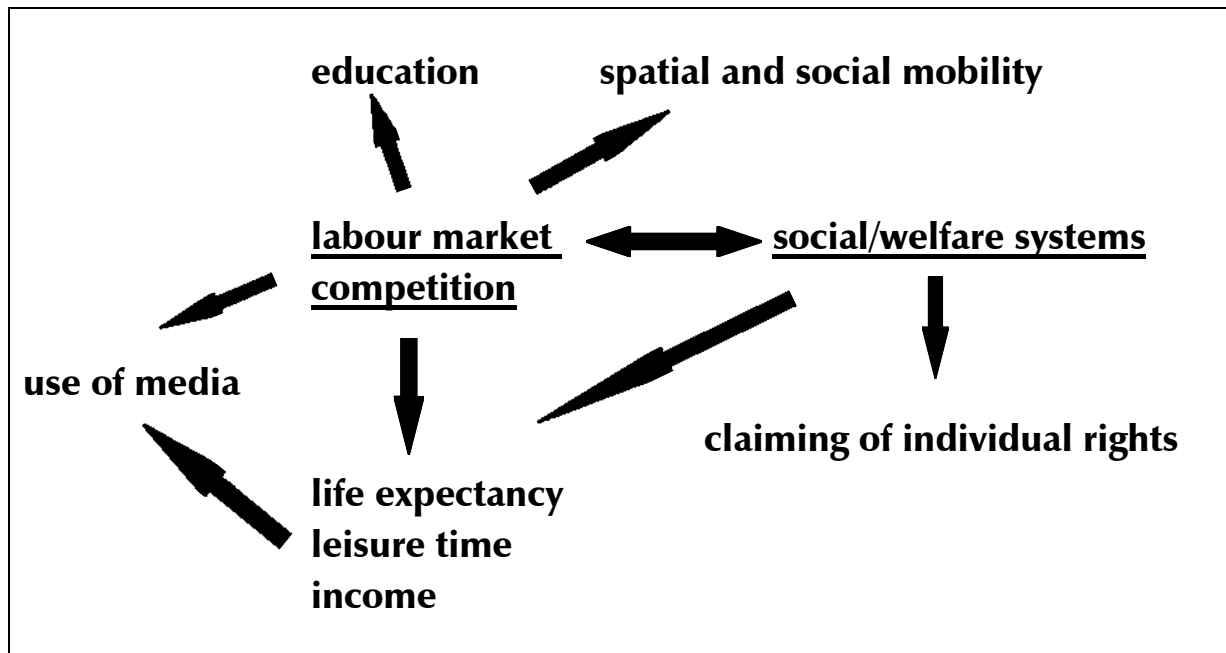 education
spatial and social mobility
labour market
competition
social/welfare systems
use of media
claiming of individual rights
life expectancy
leisure time
income